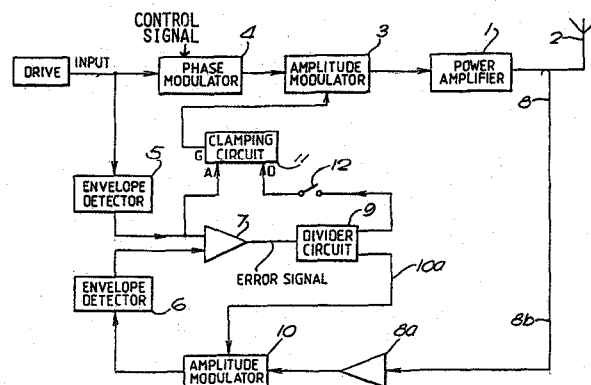 CONTROL SIGNAL
4
3
1
2
DRIVE
INPUT
PHASE MODULATOR
AMPLITUDE MODULATOR
POWER AMPLIFIER
8
G
CLAMPING CIRCUIT
11
A
D
12
5
ENVELOPE DETECTOR
7
9
DIVIDER CIRCUIT
ERROR SIGNAL
10a
ENVELOPE DETECTOR
6
8b
10
8a
AMPLITUDE MODULATOR